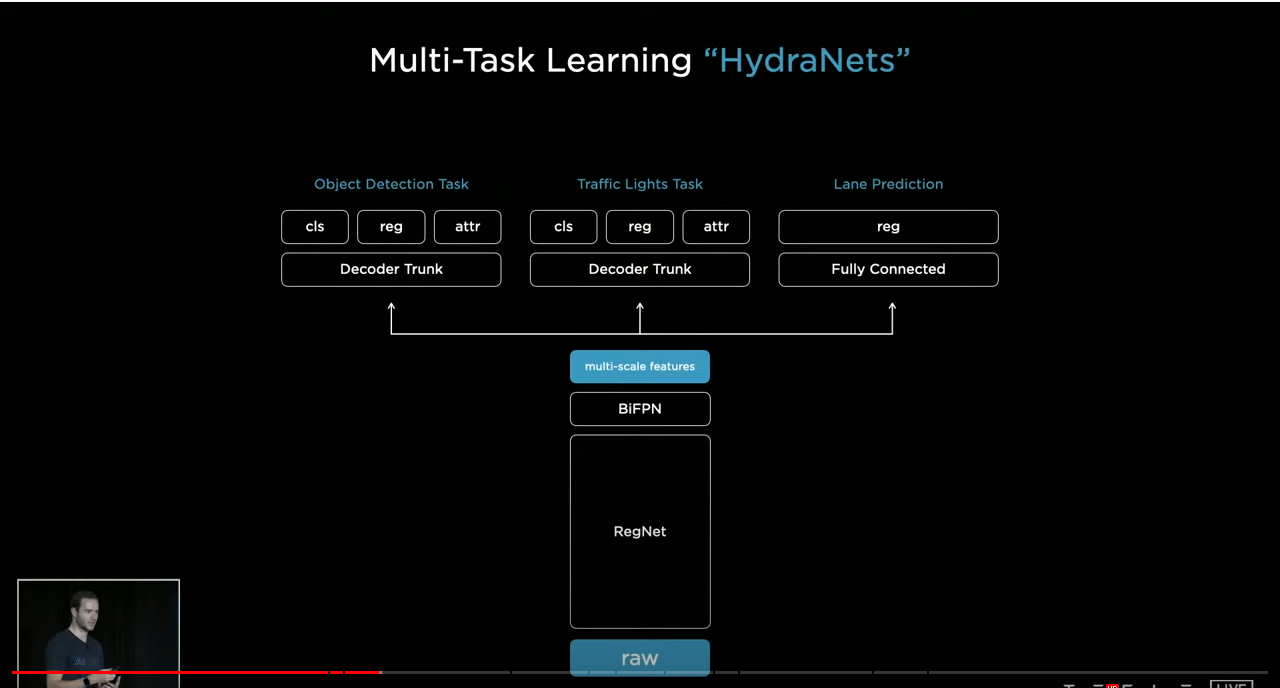 Multi-Task Learning “HydraNets”
Object Detection Task
Traffic Lights Task
Lane Prediction
cls reg attr
cls reg attr
reg
Decoder Trunk
Decoder Trunk
Fully Connected
multi-scale features
BiFPN
RegNet
raw
HD
LIVE